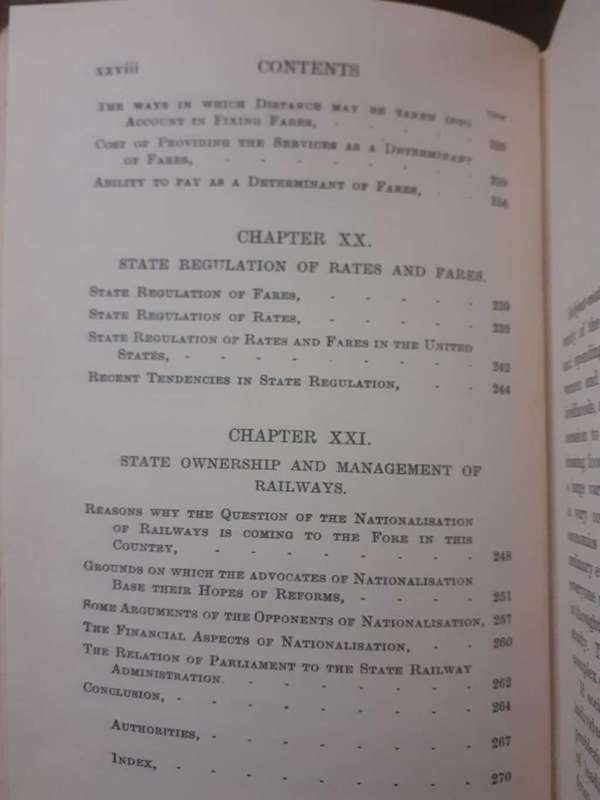 xxviii CONTENTS
THE WAYS IN WHICH DISTANCE MAY BE TAKEN INTO
ACCOUNT IN FIXING FARES, - - - - -
COST OF PROVIDING THE SERVICES AS A DETERMINANT
OF FARES, - - - - - - -
ABILITY TO PAY AS A DETERMINANT OF FARES, - -
CHAPTER XX.
STATE REGULATION OF RATES AND FARES.
STATE REGULATION OF FARES, - - - - -
STATE REGULATION OF RATES, - - - - -
STATE REGULATION OF RATES AND FARES IN THE UNITED
STATES, - - - - - - - - 242
RECENT TENDENCIES IN STATE REGULATION, - - 244
CHAPTER XXI.
STATE OWNERSHIP AND MANAGEMENT OF
RAILWAYS.
REASONS WHY THE QUESTION OF THE NATIONALISATION
OF RAILWAYS IS COMING TO THE FORE IN THIS
COUNTRY, - - - - - - - 248
GROUNDS ON WHICH THE ADVOCATES OF NATIONALISATION
BASE THEIR HOPES OF REFORMS, - - - - 251
SOME ARGUMENTS OF THE OPPONENTS OF NATIONALISATION, 257
THE FINANCIAL ASPECTS OF NATIONALISATION, - - 260
THE RELATION OF PARLIAMENT TO THE STATE RAILWAY
ADMINISTRATION - - - - - - 262
CONCLUSION, - - - - - - - - 264
AUTHORITIES, - - - - - - - 267
INDEX, - - - - - - - - 270